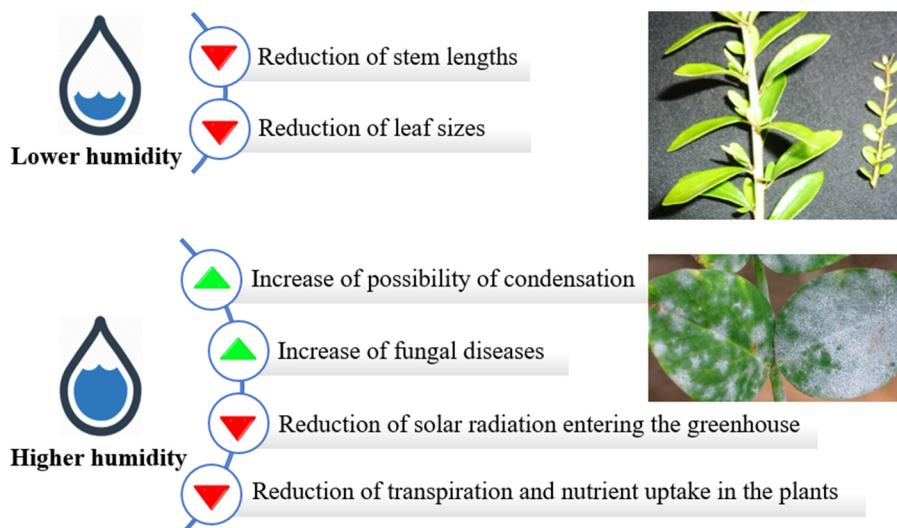 Reduction of stem lengths
Reduction of leaf sizes
Lower humidity
Increase of possibility of condensation
Increase of fungal diseases
Reduction of solar radiation entering the greenhouse
Higher humidity
Reduction of transpiration and nutrient uptake in the plants